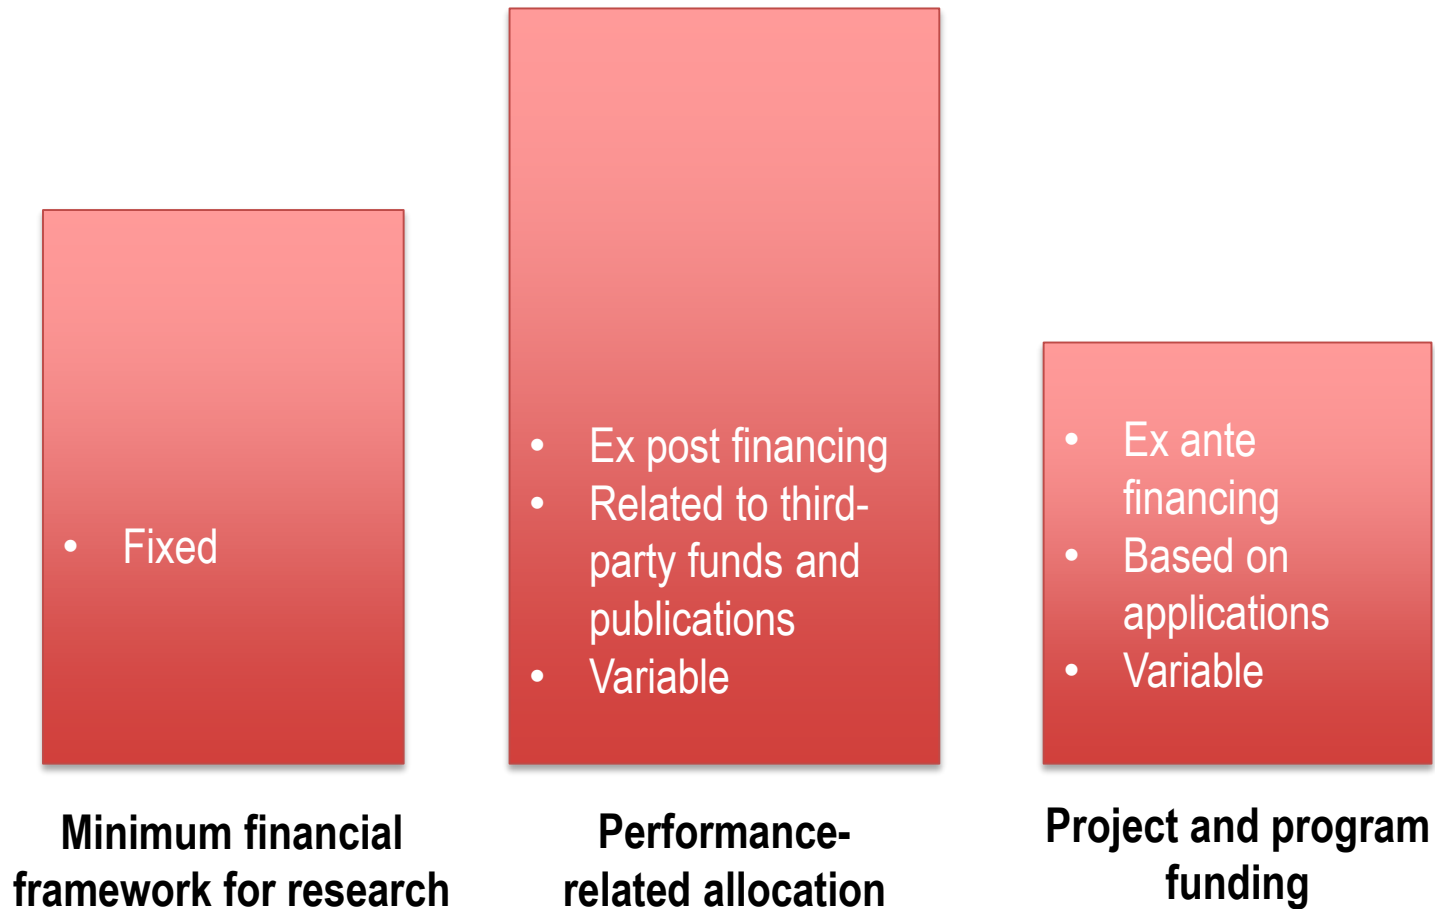 • Fixed
• Ex post financing
• Related to third-
party funds and
publications
• Variable
• Ex ante
financing
• Based on
applications
• Variable
Minimum financial
framework for research
Performance-
related allocation
Project and program
funding